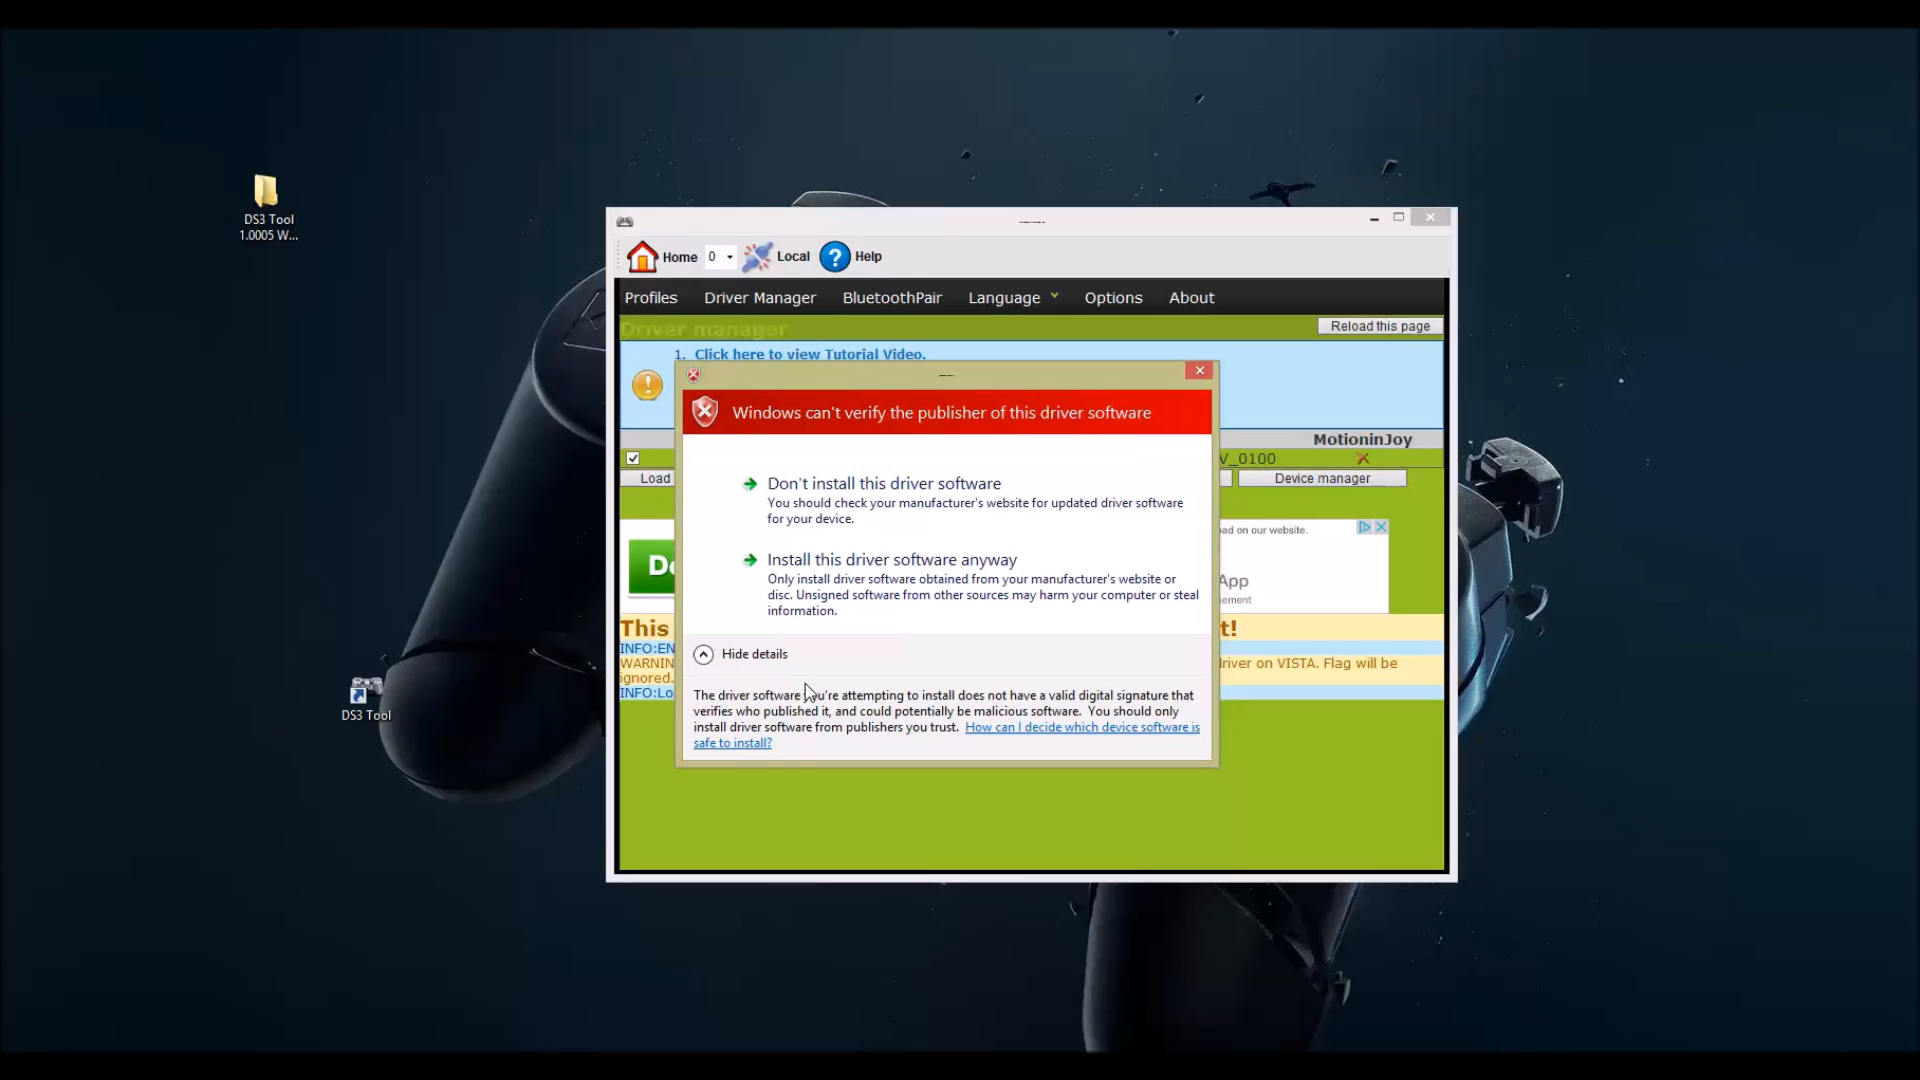 DS3 Tool
1.0005 W...
Home 0 Local ? Help
Profiles Driver Manager BluetoothPair Language Options About
Driver manager
Reload this page
1. Click here to view Tutorial Video.
Windows can't verify the publisher of this driver software
MotioninJoy
V_0100
Load
Device manager
Don't install this driver software
You should check your manufacturer's website for updated driver software
for your device.
ad on our website.
Install this driver software anyway
Only install driver software obtained from your manufacturer's website or
disc. Unsigned software from other sources may harm your computer or steal
information.
App
ement
This
t!
INFO:EN
WARNIN
river on VISTA. Flag will be
ignored.
INFO:Lo
Hide details
The driver software you're attempting to install does not have a valid digital signature that
verifies who published it, and could potentially be malicious software. You should only
install driver software from publishers you trust. How can I decide which device software is
safe to install?
DS3 Tool